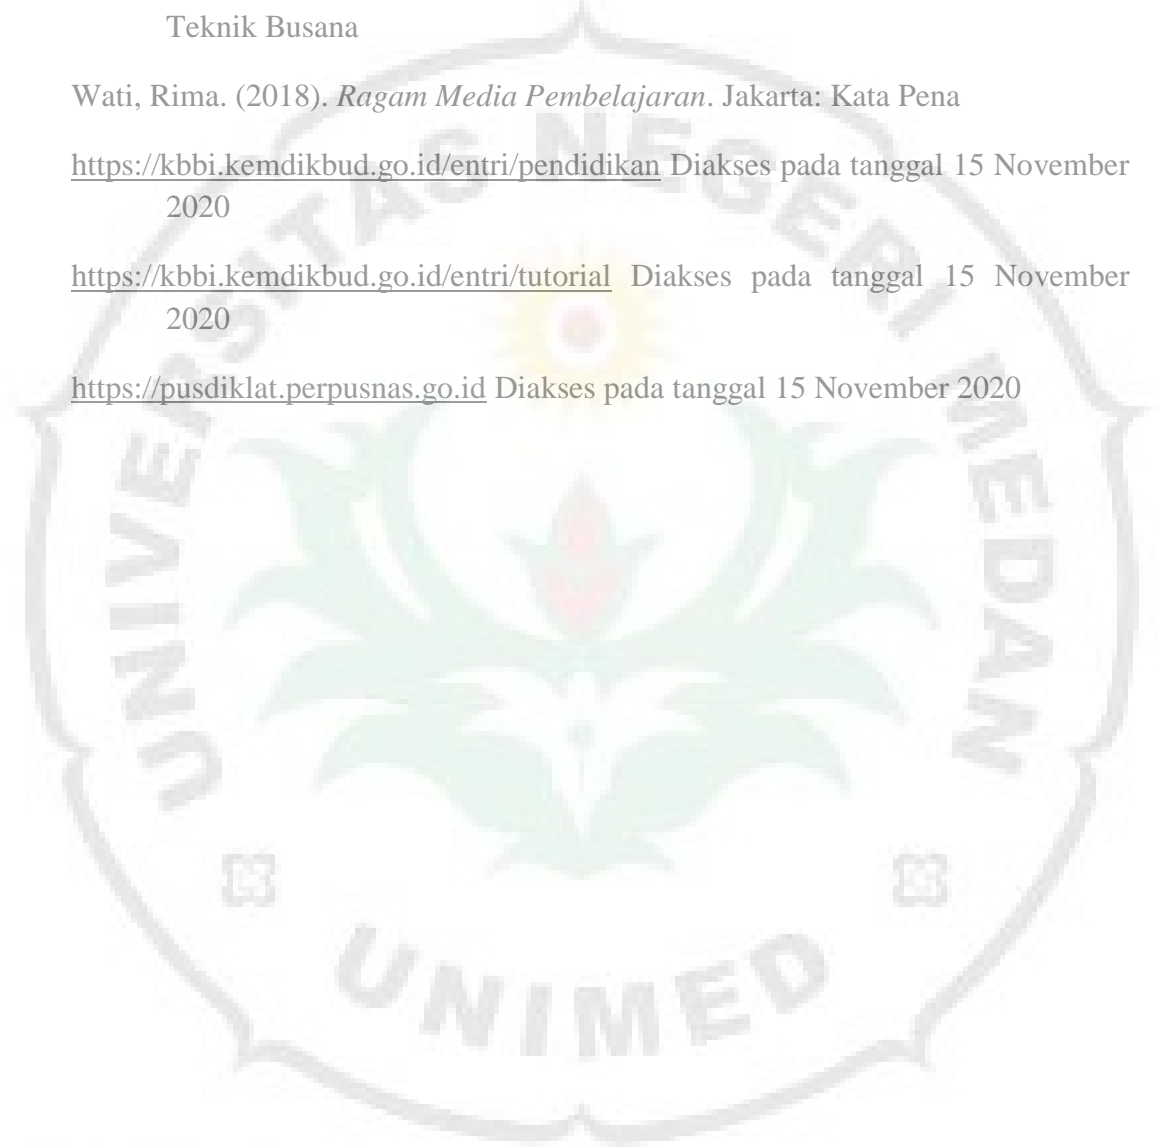 Teknik Busana
Wati, Rima. (2018). Ragam Media Pembelajaran. Jakarta: Kata Pena
https://kbbi.kemdikbud.go.id/entri/pendidikan Diakses pada tanggal 15 November
2020
https://kbbi.kemdikbud.go.id/entri/tutorial Diakses pada tanggal 15 November
2020
https://pusdiklat.perpusnas.go.id Diakses pada tanggal 15 November 2020
UNIVERSITAS NEGERI MEDAN
UNIMED